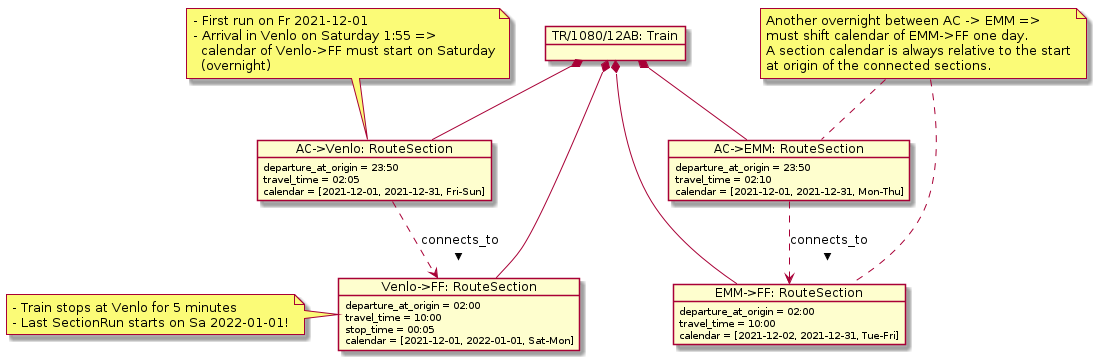 - First run on Fr 2021-12-01
- Arrival in Venlo on Saturday 1:55 =>
calendar of Venlo->FF must start on Saturday
(overnight)
TR/1080/12AB: Train
Another overnight between AC -> EMM =>
must shift calendar of EMM->FF one day.
A section calendar is always relative to the start
at origin of the connected sections.
AC->Venlo: RouteSection
departure_at_origin = 23:50
travel_time = 02:05
calendar = [2021-12-01, 2021-12-31, Fri-Sun]
AC->EMM: RouteSection
departure_at_origin = 23:50
travel_time = 02:10
calendar = [2021-12-01, 2021-12-31, Mon-Thu]
connects_to
connects_to
- Train stops at Venlo for 5 minutes
- Last SectionRun starts on Sa 2022-01-01!
Venlo->FF: RouteSection
departure_at_origin = 02:00
travel_time = 10:00
stop_time = 00:05
calendar = [2021-12-01, 2022-01-01, Sat-Mon]
EMM->FF: RouteSection
departure_at_origin = 02:00
travel_time = 10:00
calendar = [2021-12-02, 2021-12-31, Tue-Fri]